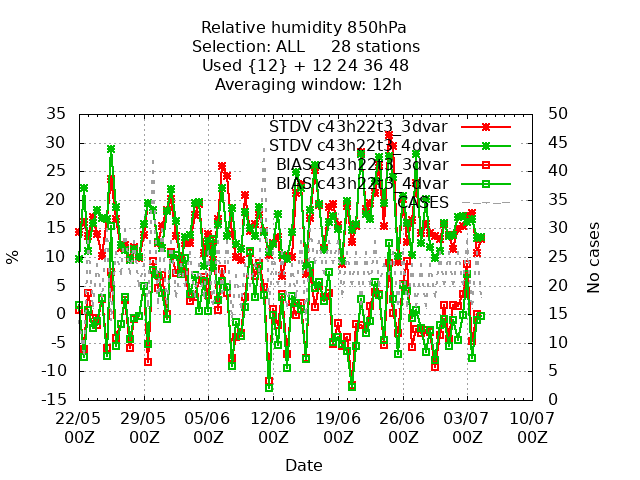 Relative humidity 850hPa
Selection: ALL 28 stations
Used {12} + 12 24 36 48
Averaging window: 12h
35 50
30 45
25 40
20 35
15 30
10 25
5 20
0 15
-5 10
-10 5
-15 0
STDV c43h22t3_3dvar
STDV c43h22t3_4dvar
BIAS c43h22t3_3dvar
BIAS c43h22t3_4dvar
CASES
%
No cases
22/05 29/05 05/06 12/06 19/06 26/06 03/07 10/07
00Z 00Z 00Z 00Z 00Z 00Z 00Z 00Z
Date